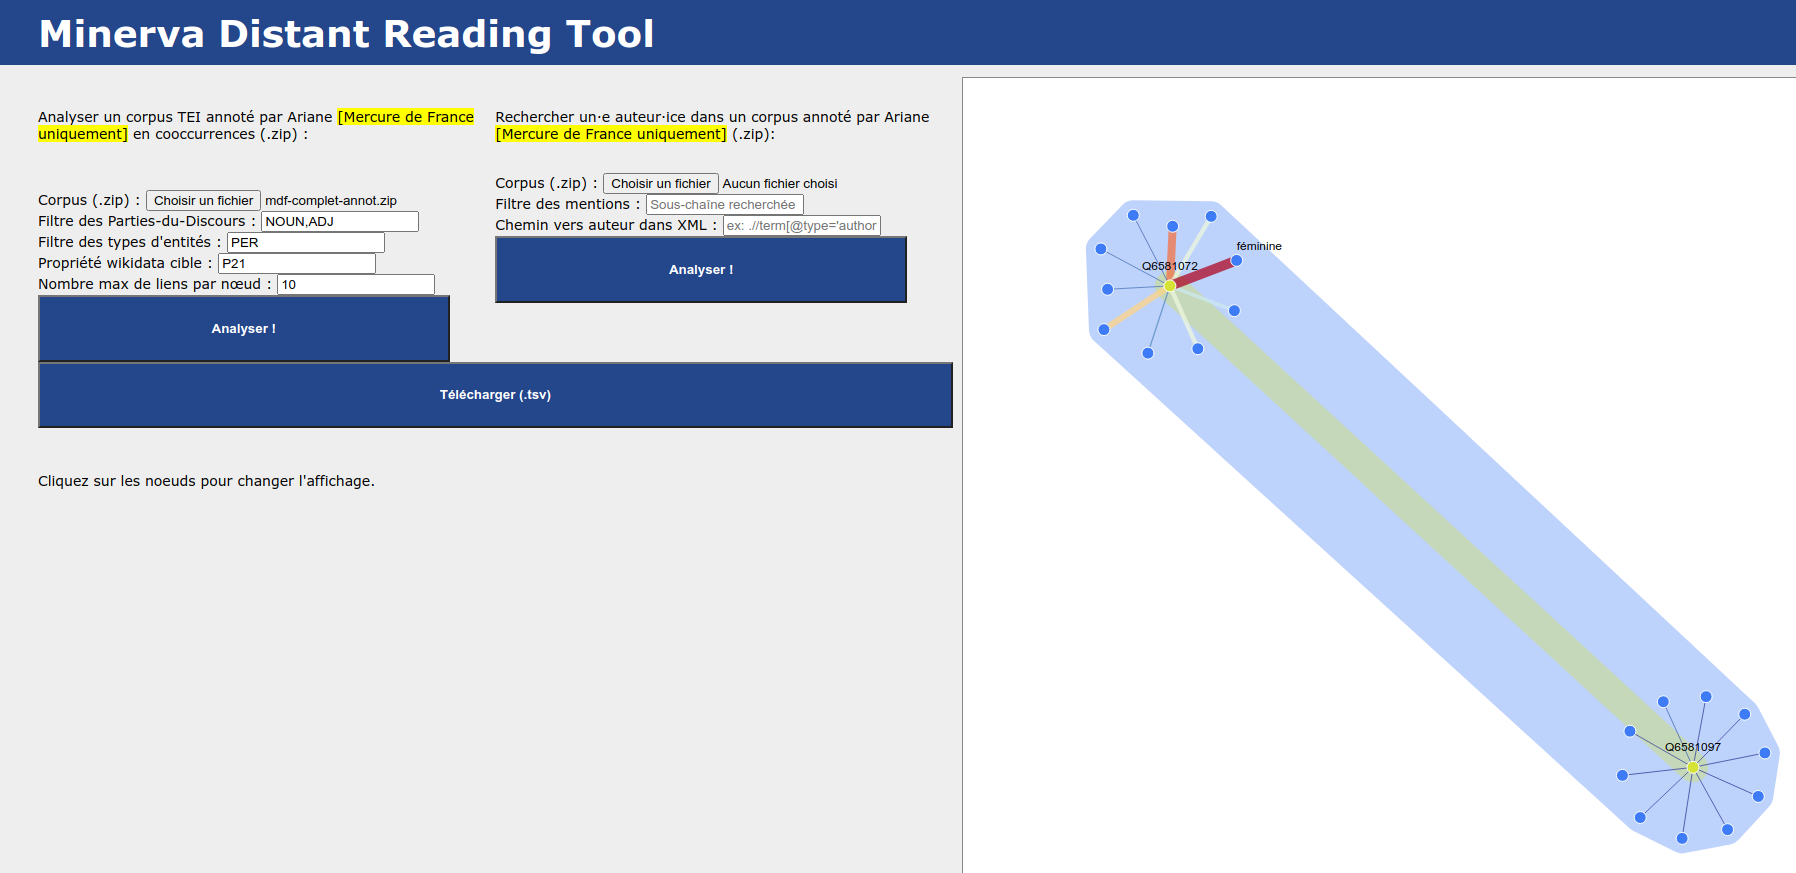 Minerva Distant Reading Tool
Analyser un corpus TEI annoté par Ariane [Mercure de France
uniquement] en cooccurrences (.zip) :
Corpus (.zip) : Choisir un fichier mdf-complet-annot.zip
Filtre des Parties-du-Discours : NOUN,ADJ
Filtre des types d'entités : PER
Propriété wikidata cible : P21
Nombre max de liens par nœud : 10
Analyser !
Rechercher un·e auteur·ice dans un corpus annoté par Ariane
[Mercure de France uniquement] (.zip):
Corpus (.zip) : Choisir un fichier Aucun fichier choisi
Filtre des mentions : Sous-chaîne recherchée
Chemin vers auteur dans XML : ex: .//term[@type='author
Analyser !
Télécharger (.tsv)
Cliquez sur les noeuds pour changer l'affichage.
féminine
Q6581072
Q6581097